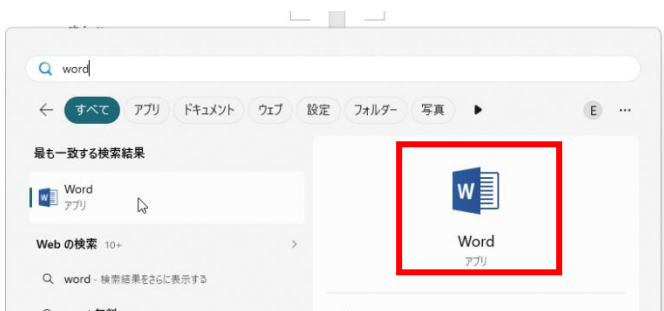 word
すべて アプリ ドキュメント ウェブ 設定 フォルダー 写真 E
最も一致する検索結果
Word
アプリ
Web の検索 10+
word - 検索結果をさらに表示する
Word
アプリ